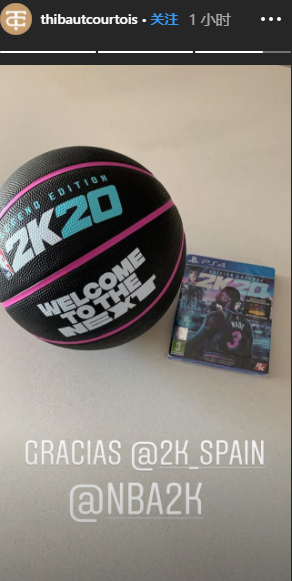 thibautcourtois • 关注 1 小时
LEGEND EDITION
2K20
WELCOME
TO THE
NEXT
PS4
2K20
WADE
3
2K
GRACIAS @2K_SPAIN
@NBA2K